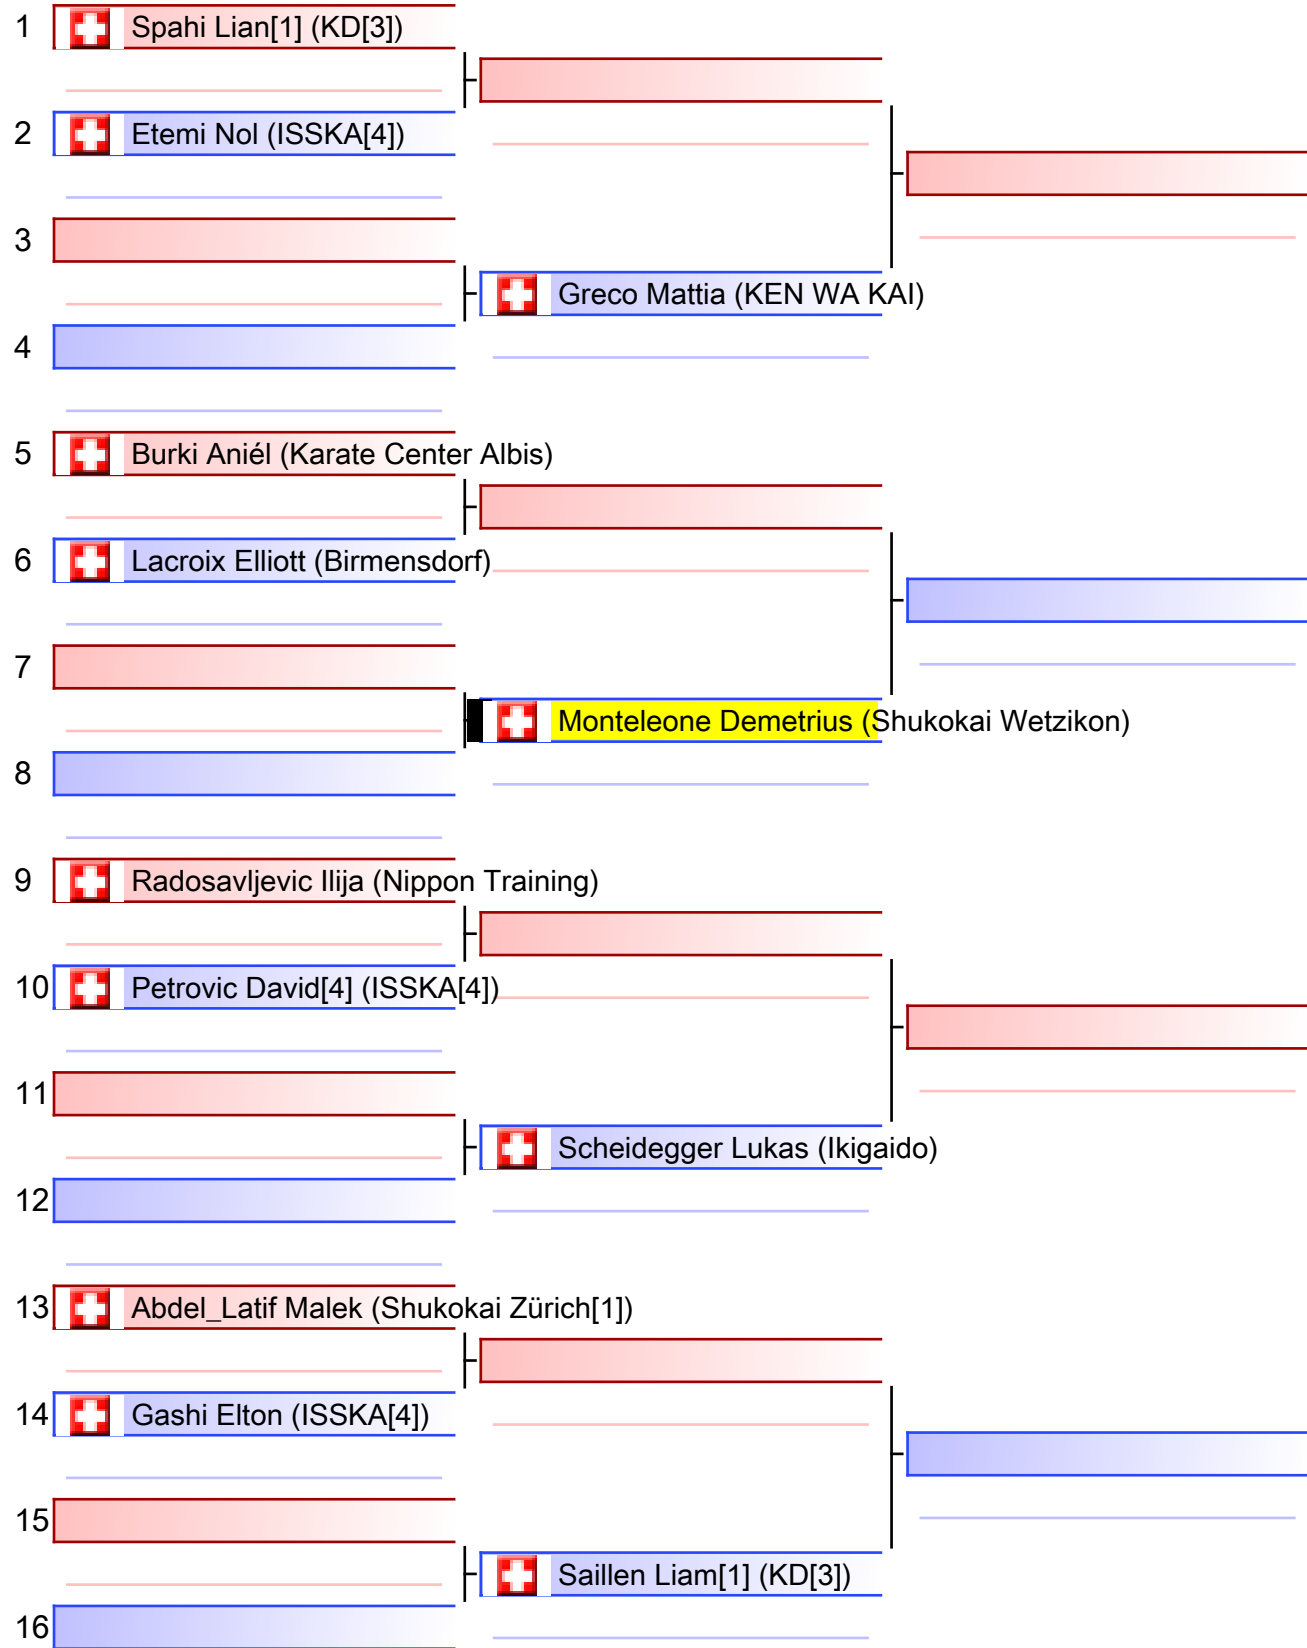 1 Spahi Lian[1] (KD[3])
2 Etemi Nol (ISSKA[4])
3
Greco Mattia (KEN WA KAI)
4
5 Burki Aniél (Karate Center Albis)
6 Lacroix Elliott (Birmensdorf)
7
Monteleone Demetrius (Shukokai Wetzikon)
8
9 Radosavljevic Ilija (Nippon Training)
10 Petrovic David[4] (ISSKA[4])
11
Scheidegger Lukas (Ikigaido)
12
13 Abdel_Latif Malek (Shukokai Zürich[1])
14 Gashi Elton (ISSKA[4])
15
Saillen Liam[1] (KD[3])
16